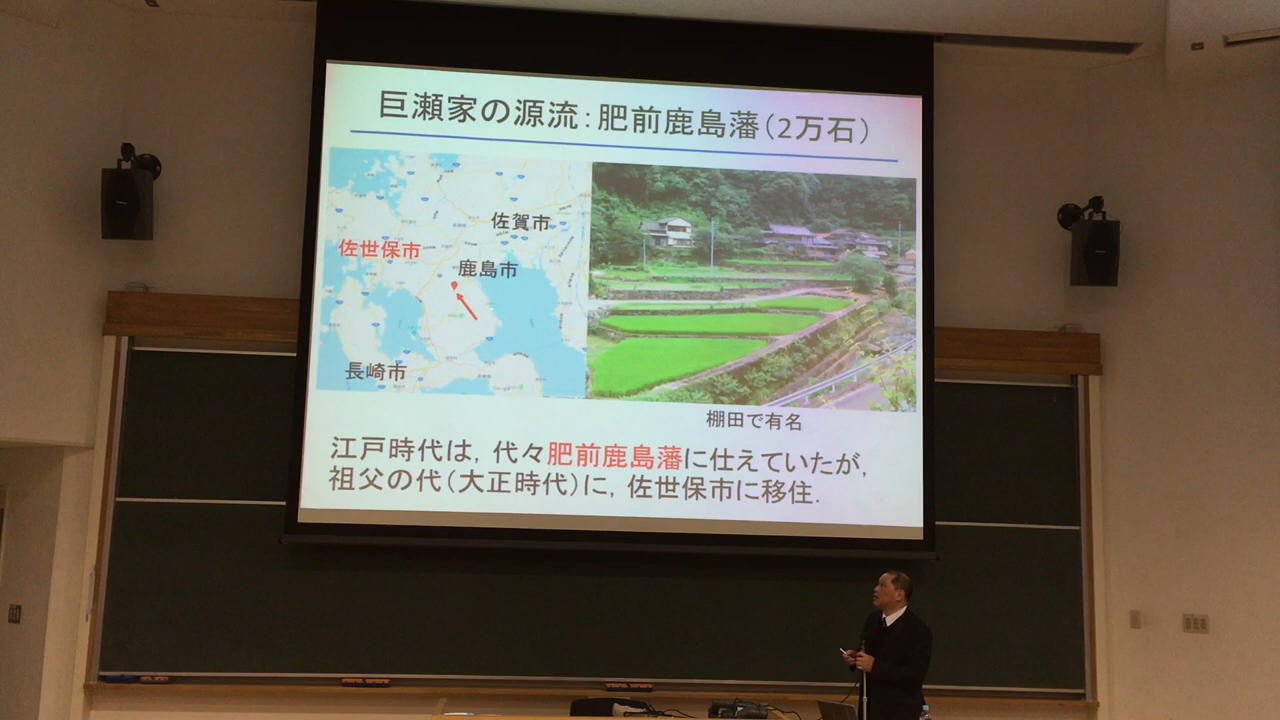 巨瀬家の源流：肥前鹿島藩（2万石）
佐賀市
佐世保市
鹿島市
長崎市
棚田で有名
江戸時代は，代々肥前鹿島藩に仕えていたが，
祖父の代（大正時代）に，佐世保市に移住．